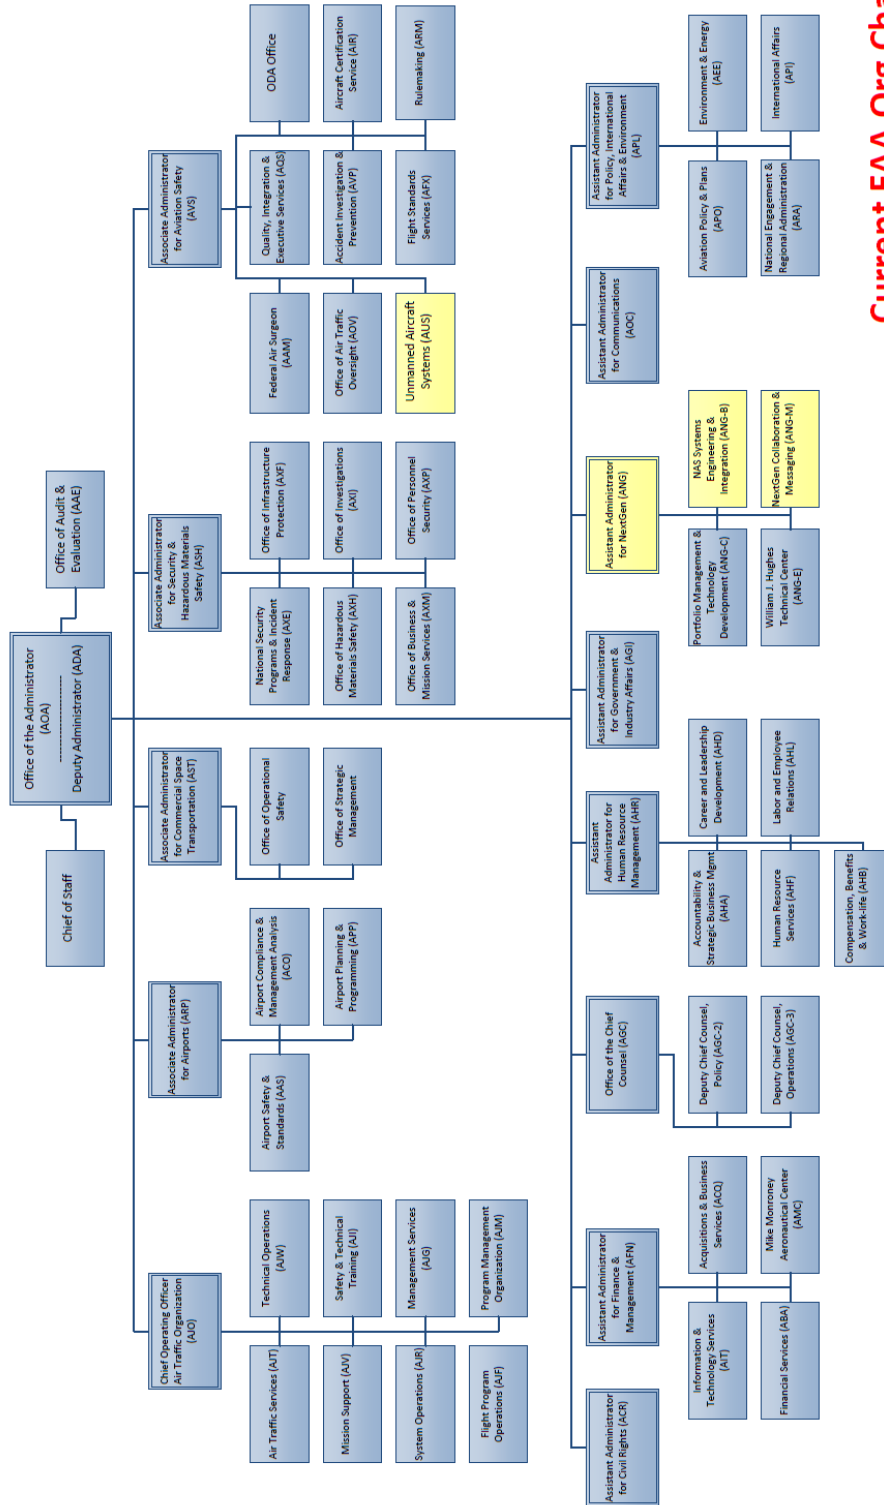 Office of the Administrator
(AOA)
------------------------
Deputy Administrator (ADA)
Chief of Staff
Office of Audit &
Evaluation (AAE)
Chief Operating Officer
Air Traffic Organization
(AJO)
Air Traffic Services (AJT)
Technical Operations
(AJW)
Mission Support (AJV)
Safety & Technical
Training (AJI)
System Operations (AJR)
Management Services
(AJG)
Flight Program
Operations (AJF)
Program Management
Organization (AJM)
Associate Administrator
for Airports (ARP)
Airport Safety &
Standards (AAS)
Airport Compliance &
Management Analysis
(ACO)
Airport Planning &
Programming (APP)
Associate Administrator
for Commercial Space
Transportation (AST)
Office of Operational
Safety
Office of Strategic
Management
Associate Administrator
for Security &
Hazardous Materials
Safety (ASH)
National Security
Programs & Incident
Response (AXE)
Office of Infrastructure
Protection (AXF)
Office of Hazardous
Materials Safety (AXH)
Office of Investigations
(AXI)
Office of Business &
Mission Services (AXM)
Office of Personnel
Security (AXP)
Associate Administrator
for Aviation Safety
(AVS)
Federal Air Surgeon
(AAM)
Quality, Integration &
Executive Services (AQS)
ODA Office
Office of Air Traffic
Oversight (AOV)
Accident Investigation &
Prevention (AVP)
Aircraft Certification
Service (AIR)
Unmanned Aircraft
Systems (AUS)
Flight Standards
Services (AFX)
Rulemaking (ARM)
Assistant Administrator
for Civil Rights (ACR)
Assistant Administrator
for Finance &
Management (AFN)
Information &
Technology Services
(AIT)
Acquisitions & Business
Services (ACQ)
Financial Services (ABA)
Mike Monroney
Aeronautical Center
(AMC)
Office of the Chief
Counsel (AGC)
Deputy Chief Counsel,
Policy (AGC-2)
Deputy Chief Counsel,
Operations (AGC-3)
Assistant
Administrator for
Human Resource
Management (AHR)
Accountability &
Strategic Business Mgmt
(AHA)
Career and Leadership
Development (AHD)
Human Resource
Services (AHF)
Labor and Employee
Relations (AHL)
Compensation, Benefits
& Work-life (AHB)
Assistant Administrator
for Government &
Industry Affairs (AGI)
Assistant Administrator
for NextGen (ANG)
Portfolio Management &
Technology
Development (ANG-C)
NAS Systems
Engineering &
Integration (ANG-B)
William J. Hughes
Technical Center
(ANG-E)
NextGen Collaboration &
Messaging (ANG-M)
Assistant Administrator
for Communications
(AOC)
Assistant Administrator
for Policy, International
Affairs & Environment
(APL)
Aviation Policy & Plans
(APO)
Environment & Energy
(AEE)
National Engagement &
Regional Administration
(ARA)
International Affairs
(API)
Current FAA Org